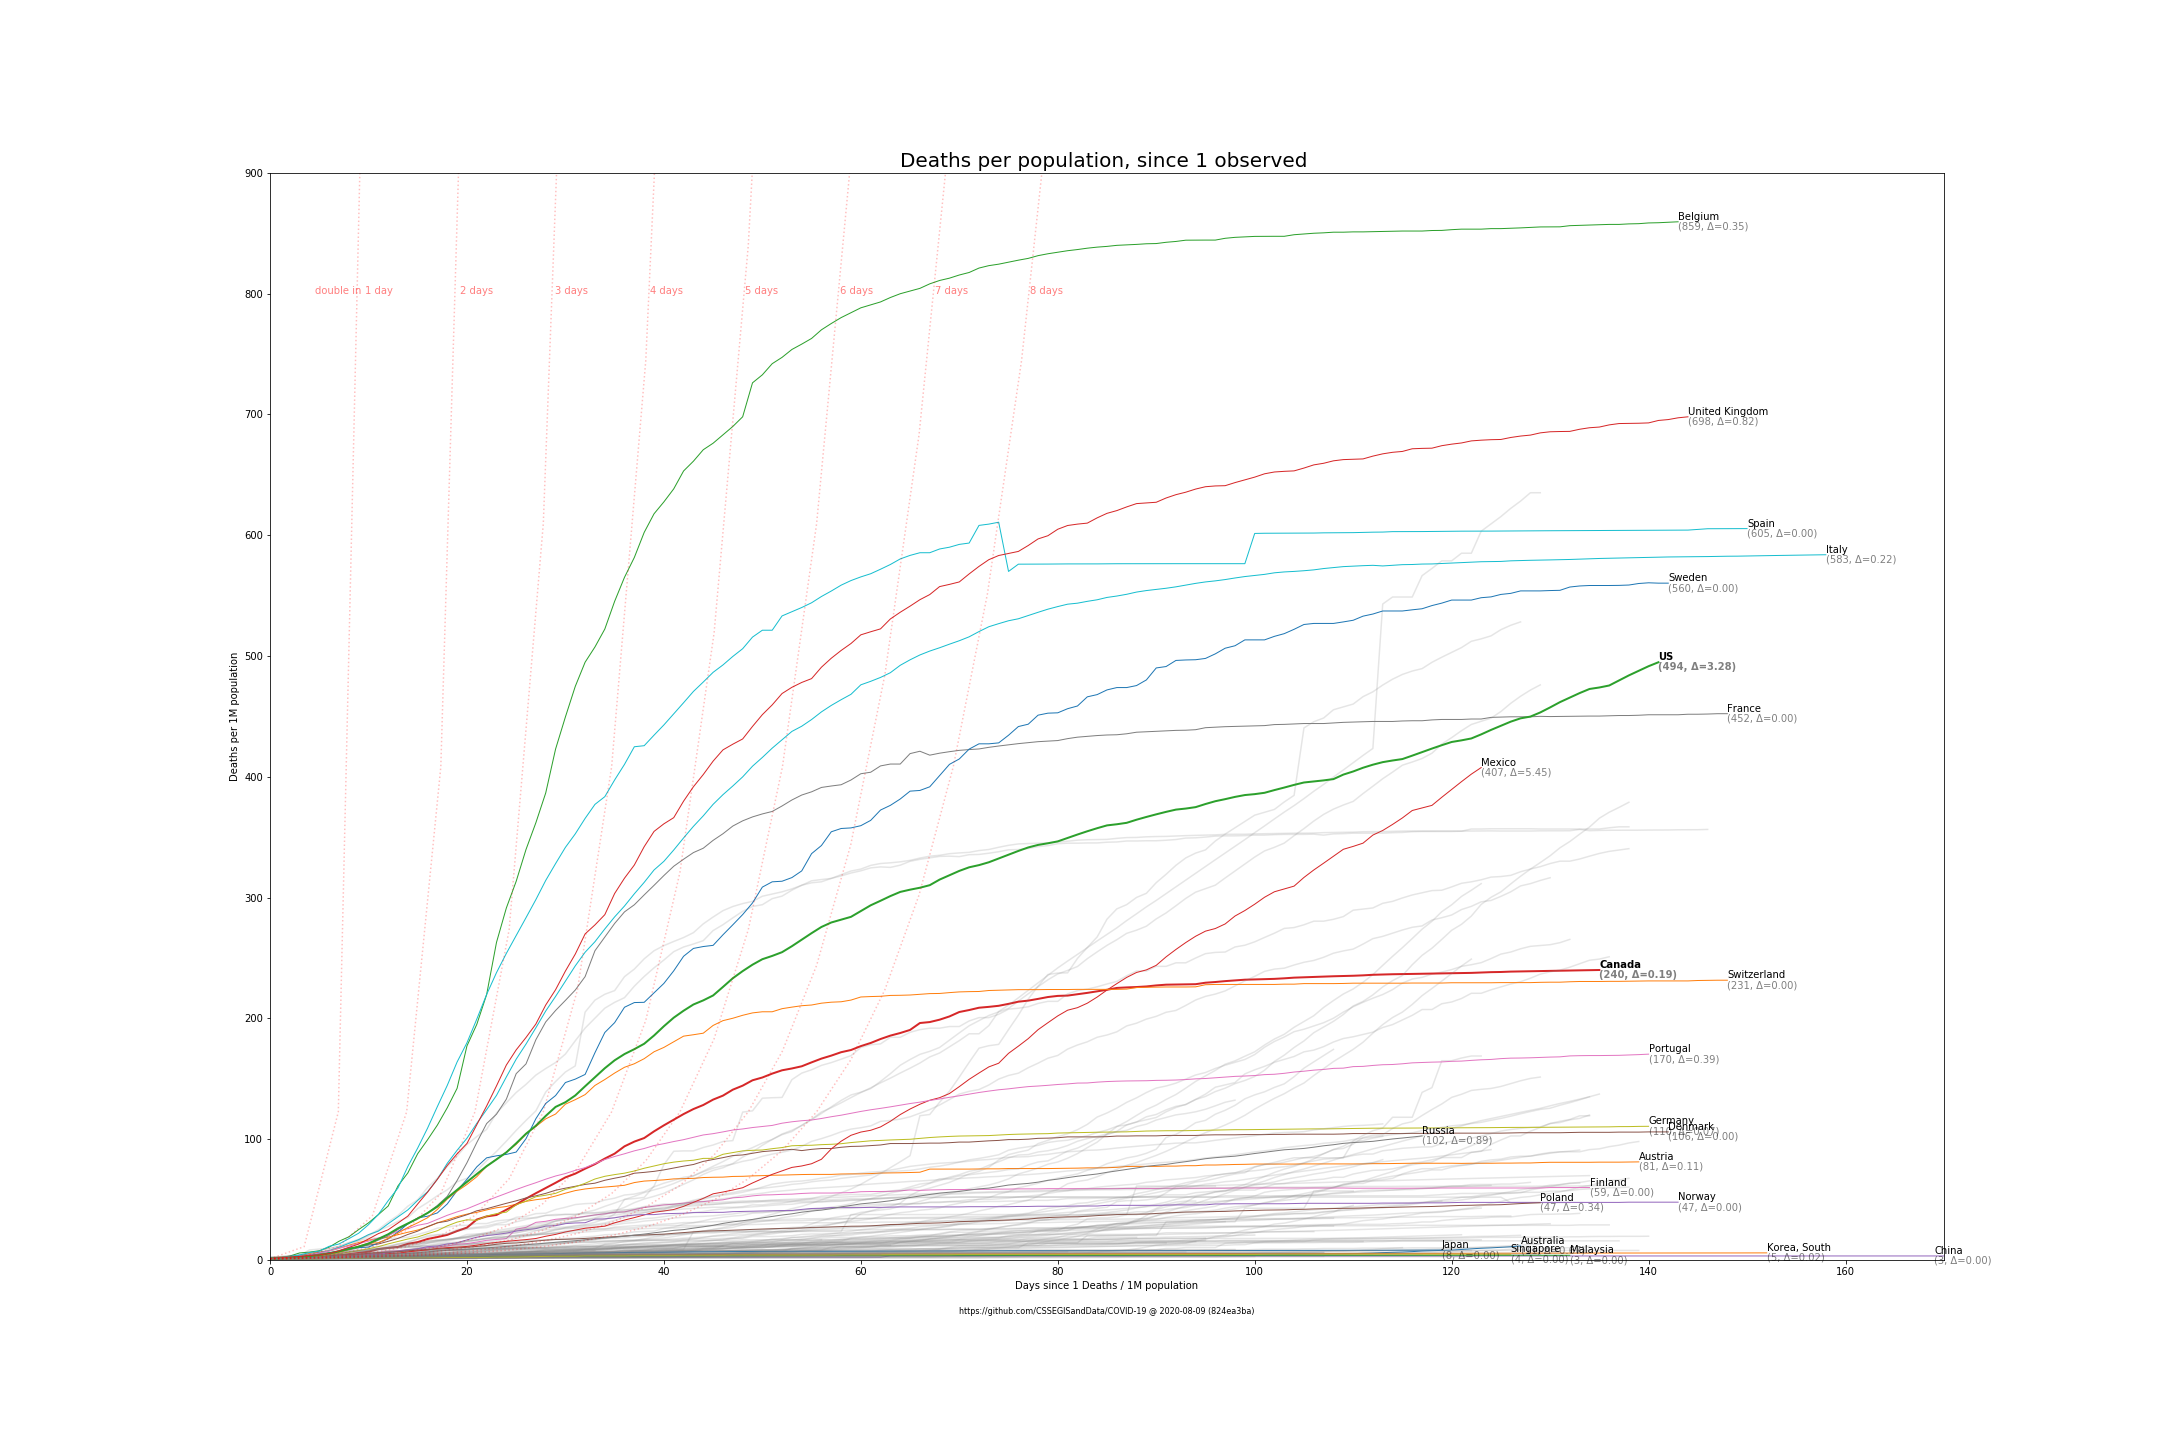 Deaths per population, since 1 observed
900
800
700
600
500
400
300
200
100
0
Deaths per 1M population
double in 1 day
2 days
3 days
4 days
5 days
6 days
7 days
8 days
Belgium
(859, Δ=0.35)
United Kingdom
(698, Δ=0.82)
Spain
(605, Δ=0.00)
Italy
(583, Δ=0.22)
Sweden
(560, Δ=0.00)
US
(494, Δ=3.28)
France
(452, Δ=0.00)
Mexico
(407, Δ=5.45)
Canada
(240, Δ=0.19)
Switzerland
(231, Δ=0.00)
Portugal
(170, Δ=0.39)
Germany
Denmark
(106, Δ=0.00)
Russia
(102, Δ=0.89)
Austria
(81, Δ=0.11)
Finland
(59, Δ=0.00)
Poland
(47, Δ=0.34)
Norway
(47, Δ=0.00)
Australia
Japan
(8, Δ=0.00)
Singapore
(4, Δ=0.00)
Malaysia
(3, Δ=0.00)
Korea, South
(5, Δ=0.02)
China
(3, Δ=0.00)
0
20
40
60
80
100
120
140
160
Days since 1 Deaths / 1M population
https://github.com/CSSEGISandData/COVID-19 @ 2020-08-09 (824ea3ba)